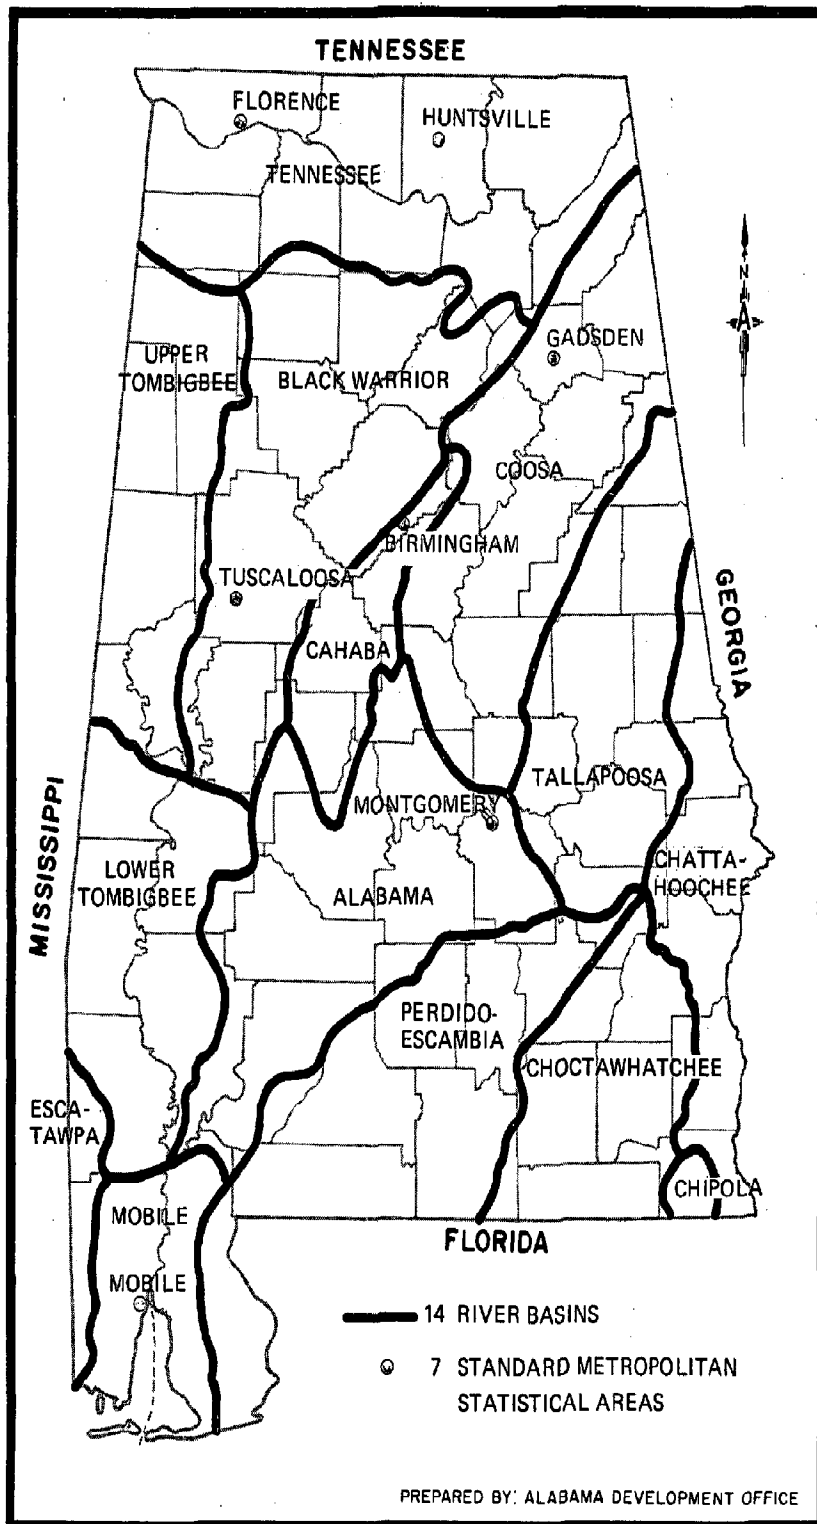 TENNESSEE
FLORENCE
HUNTSVILLE
TENNESSEE
N
A
GADSDEN
UPPER
TOMBIGBEE
BLACK WARRIOR
COOSA
BIRMINGHAM
TUSCALOOSA
GEORGIA
CAHABA
MISSISSIPPI
TALLAPOOSA
MONTGOMERY
LOWER
TOMBIGBEE
CHATTA-
HOOCHEE
ALABAMA
PERDIDO-
ESCAMBIA
CHOCTAWHATCHEE
ESCA-
TAWPA
CHIPOLA
MOBILE
FLORIDA
MOBILE
14 RIVER BASINS
7 STANDARD METROPOLITAN
STATISTICAL AREAS
PREPARED BY: ALABAMA DEVELOPMENT OFFICE